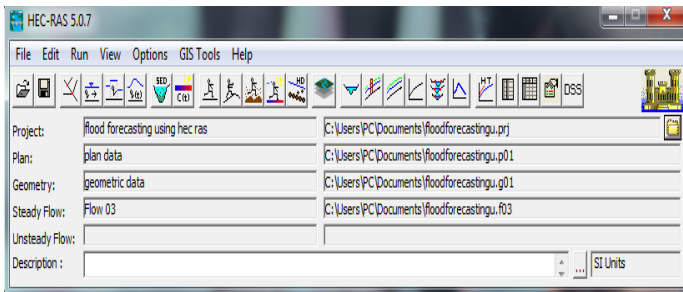 HEC-RAS 5.0.7
File Edit Run View Options GIS Tools Help
SED C(t) S(t) HD HT. DSS
Project: flood forecasting using hec ras C:\Users\PC\Documents\floodforecastingu.prj
Plan: plan data C:\Users\PC\Documents\floodforecastingu.p01
Geometry: geometric data C:\Users\PC\Documents\floodforecastingu.g01
Steady Flow: Flow 03 C:\Users\PC\Documents\floodforecastingu.f03
Unsteady Flow:
Description : ... SI Units